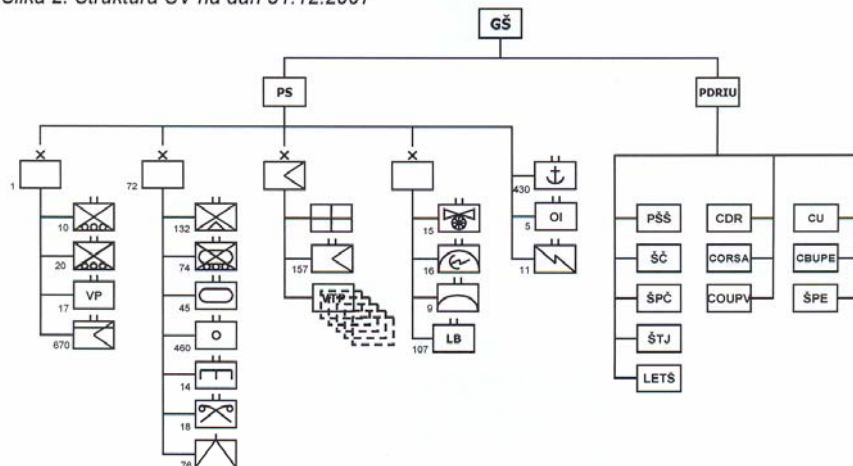 Slika 2: Struktura SV na dan 31.12.2007
GŠ
PS
PDRIU
1
72
430
10
132
15
5
OI
PŠŠ
CDR
CU
20
74
157
16
11
ŠČ
CORSA
CBUPE
17
VP
45
9
ŠPČ
COUPV
ŠPE
670
460
107
LB
ŠTJ
14
LETŠ
18
76